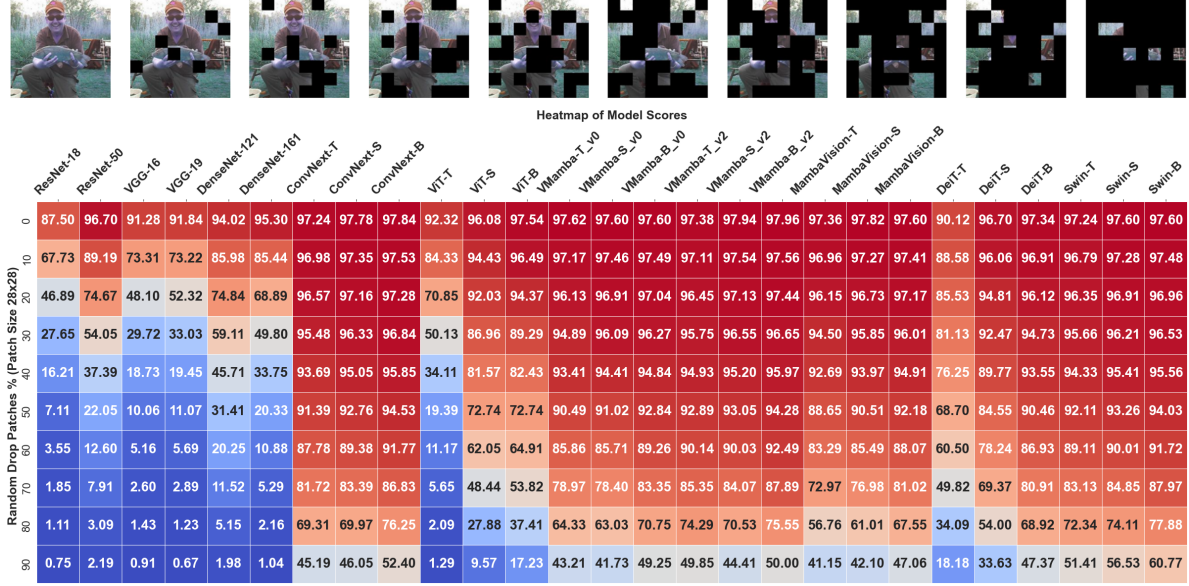 Heatmap of Model Scores
ResNet-18 ResNet-50 VGG-16 VGG-19 DenseNet-121 DenseNet-161 ConvNext-T ConvNext-S ConvNext-B ViT-T ViT-S ViT-B VMamba-T_v0 VMamba-S_v0 VMamba-B_v0 VMamba-T_v2 VMamba-S_v2 VMamba-B_v2 MambaVision-T MambaVision-S MambaVision-B DeiT-T DeiT-S DeiT-B Swin-T Swin-S Swin-B
Random Drop Patches % (Patch Size 28x28)
0 87.50 96.70 91.28 91.84 94.02 95.30 97.24 97.78 97.84 92.32 96.08 97.54 97.62 97.60 97.60 97.38 97.94 97.96 97.36 97.82 97.60 90.12 96.70 97.34 97.24 97.60 97.60
10 67.73 89.19 73.31 73.22 85.98 85.44 96.98 97.35 97.53 84.33 94.43 96.49 97.17 97.46 97.49 97.11 97.54 97.56 96.96 97.27 97.41 88.58 96.06 96.91 96.79 97.28 97.48
20 46.89 74.67 48.10 52.32 74.84 68.89 96.57 97.16 97.28 70.85 92.03 94.37 96.13 96.91 97.04 96.45 97.13 97.44 96.15 96.73 97.17 85.53 94.81 96.12 96.35 96.91 96.96
30 27.65 54.05 29.72 33.03 59.11 49.80 95.48 96.33 96.84 50.13 86.96 89.29 94.89 96.09 96.27 95.75 96.55 96.65 94.50 95.85 96.01 81.13 92.47 94.73 95.66 96.21 96.53
40 16.21 37.39 18.73 19.45 45.71 33.75 93.69 95.05 95.85 34.11 81.57 82.43 93.41 94.41 94.84 94.93 95.20 95.97 92.69 93.97 94.91 76.25 89.77 93.55 94.33 95.41 95.56
50 7.11 22.05 10.06 11.07 31.41 20.33 91.39 92.76 94.53 19.39 72.74 72.74 90.49 91.02 92.84 92.89 93.05 94.28 88.65 90.51 92.18 68.70 84.55 90.46 92.11 93.26 94.03
60 3.55 12.60 5.16 5.69 20.25 10.88 87.78 89.38 91.77 11.17 62.05 64.91 85.86 85.71 89.26 90.14 90.03 92.49 83.29 85.49 88.07 60.50 78.24 86.93 89.11 90.01 91.72
70 1.85 7.91 2.60 2.89 11.52 5.29 81.72 83.39 86.83 5.65 48.44 53.82 78.97 78.40 83.35 85.35 84.07 87.89 72.97 76.98 81.02 49.82 69.37 80.91 83.13 84.85 87.97
80 1.11 3.09 1.43 1.23 5.15 2.16 69.31 69.97 76.25 2.09 27.88 37.41 64.33 63.03 70.75 74.29 70.53 75.55 56.76 61.01 67.55 34.09 54.00 68.92 72.34 74.11 77.88
90 0.75 2.19 0.91 0.67 1.98 1.04 45.19 46.05 52.40 1.29 9.57 17.23 43.21 41.73 49.25 49.85 44.41 50.00 41.15 42.10 47.06 18.18 33.63 47.37 51.41 56.53 60.77